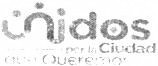 unidos
por la Ciudad
que Queremos